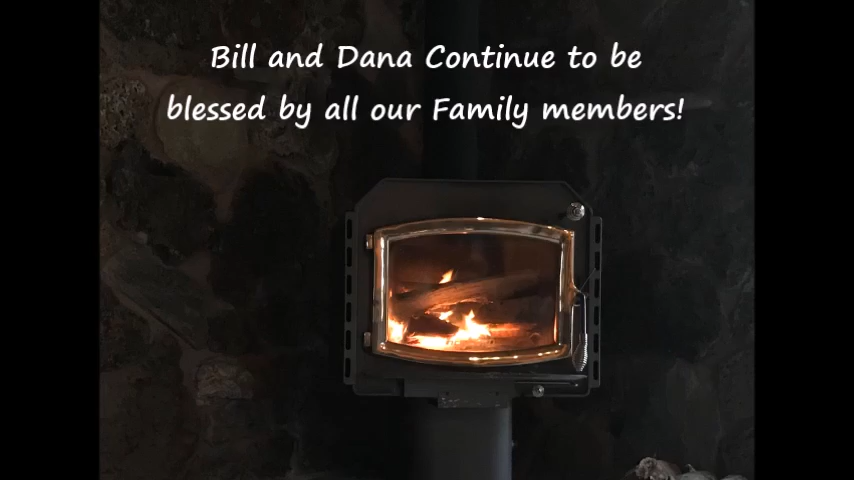 Bill and Dana Continue to be
blessed by all our Family members!